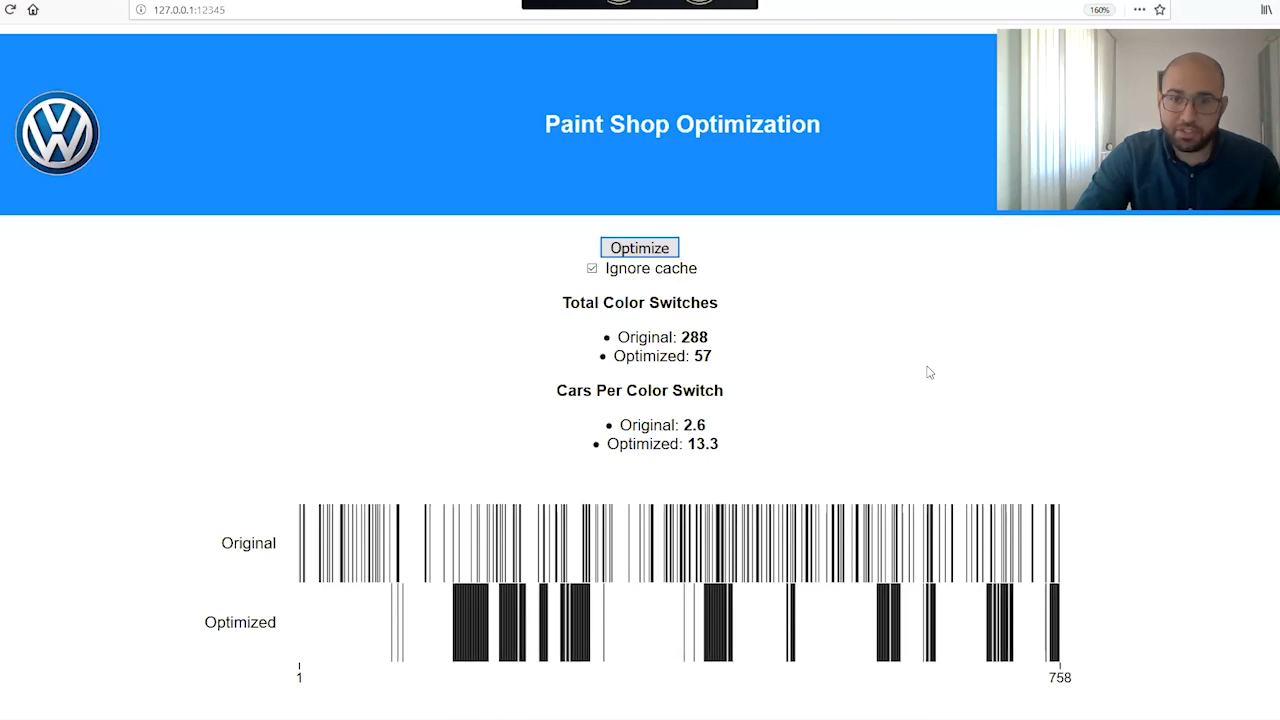 127.0.0.1:12345
160%
Paint Shop Optimization
Optimize
Ignore cache
Total Color Switches
Original: 288
Optimized: 57
Cars Per Color Switch
Original: 2.6
Optimized: 13.3
Original
Optimized
1
758